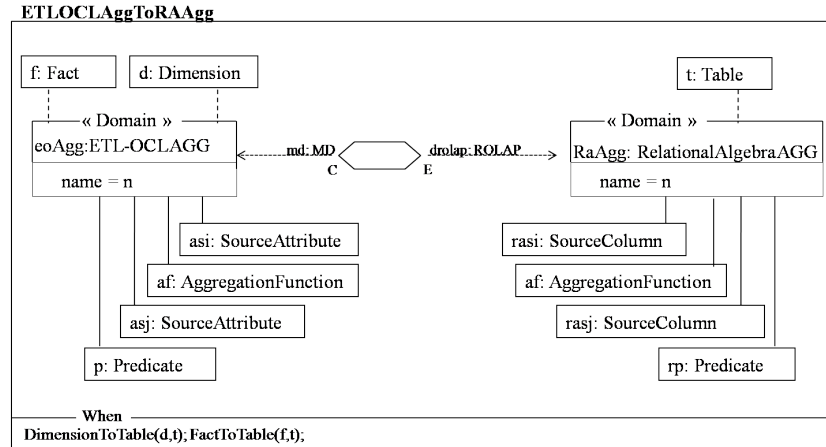 ETLOCLAggToRAAgg
f: Fact
d: Dimension
t: Table
« Domain »
eoAgg:ETL-OCLAGG
name = n
md: MD
C
drolap: ROLAP
E
« Domain »
RaAgg: RelationalAlgebraAGG
name = n
asi: SourceAttribute
af: AggregationFunction
asj: SourceAttribute
p: Predicate
rasi: SourceColumn
af: AggregationFunction
rasj: SourceColumn
rp: Predicate
When
DimensionToTable(d,t); FactToTable(f,t);